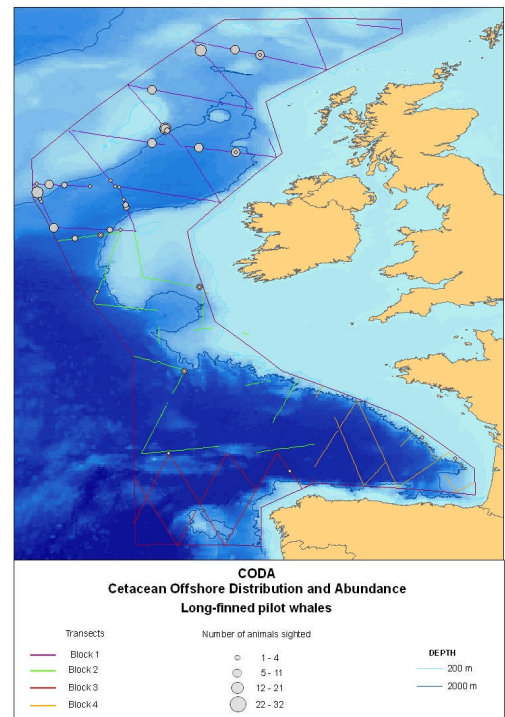 CODA
Cetacean Offshore Distribution and Abundance
Long-finned pilot whales
Transects
Block 1
Block 2
Block 3
Block 4
Number of animals sighted
1 - 4
5 - 11
12 - 21
22 - 32
DEPTH
200 m
2000 m